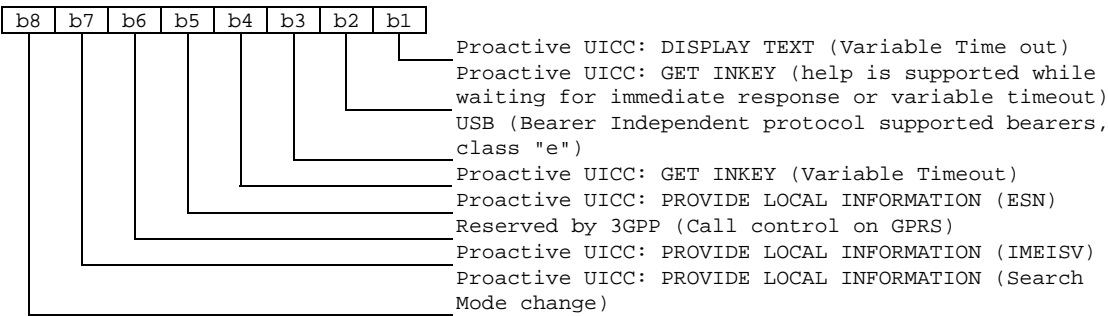 b8 b7 b6 b5 b4 b3 b2 b1
Proactive UICC: DISPLAY TEXT (Variable Time out)
Proactive UICC: GET INKEY (help is supported while
waiting for immediate response or variable timeout)
USB (Bearer Independent protocol supported bearers,
class "e")
Proactive UICC: GET INKEY (Variable Timeout)
Proactive UICC: PROVIDE LOCAL INFORMATION (ESN)
Reserved by 3GPP (Call control on GPRS)
Proactive UICC: PROVIDE LOCAL INFORMATION (IMEISV)
Proactive UICC: PROVIDE LOCAL INFORMATION (Search
Mode change)